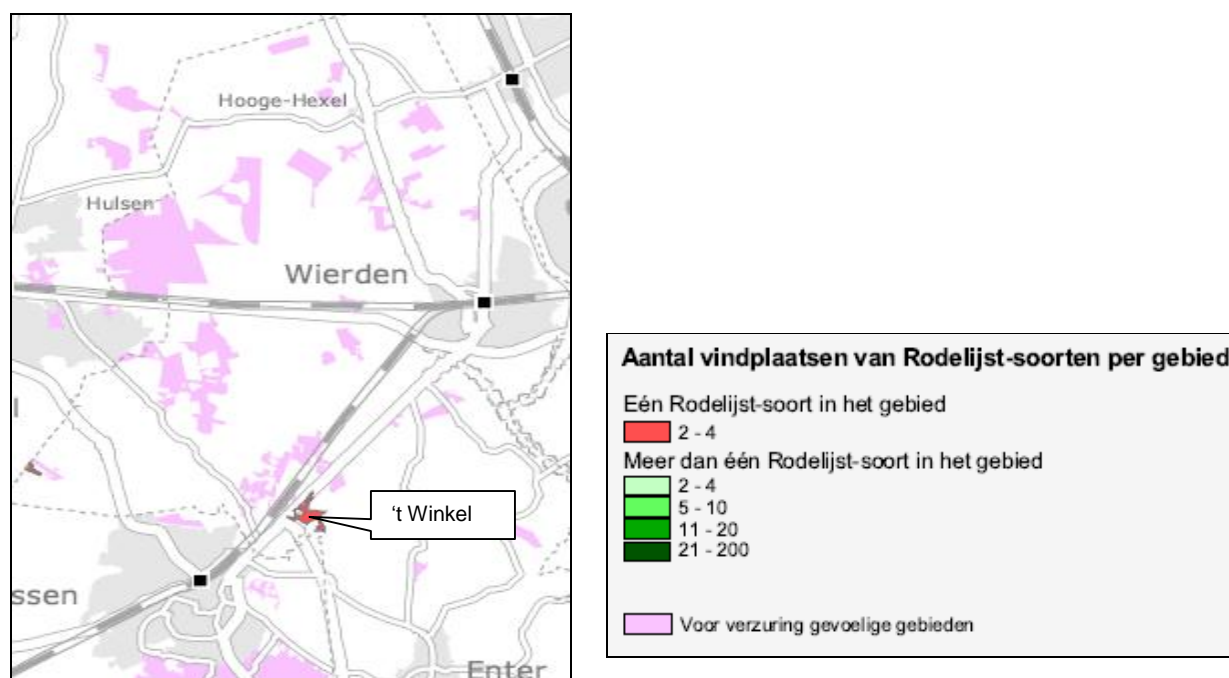 Hooge-Hexel
Hulsen
Wierden
l
‘t Winkel
ssen
Enter
Aantal vindplaatsen van Rodelijst-soorten per gebied
Eén Rodelijst-soort in het gebied
2 - 4
Meer dan één Rodelijst-soort in het gebied
2 - 4
5 - 10
11 - 20
21 - 200
Voor verzuring gevoelige gebieden